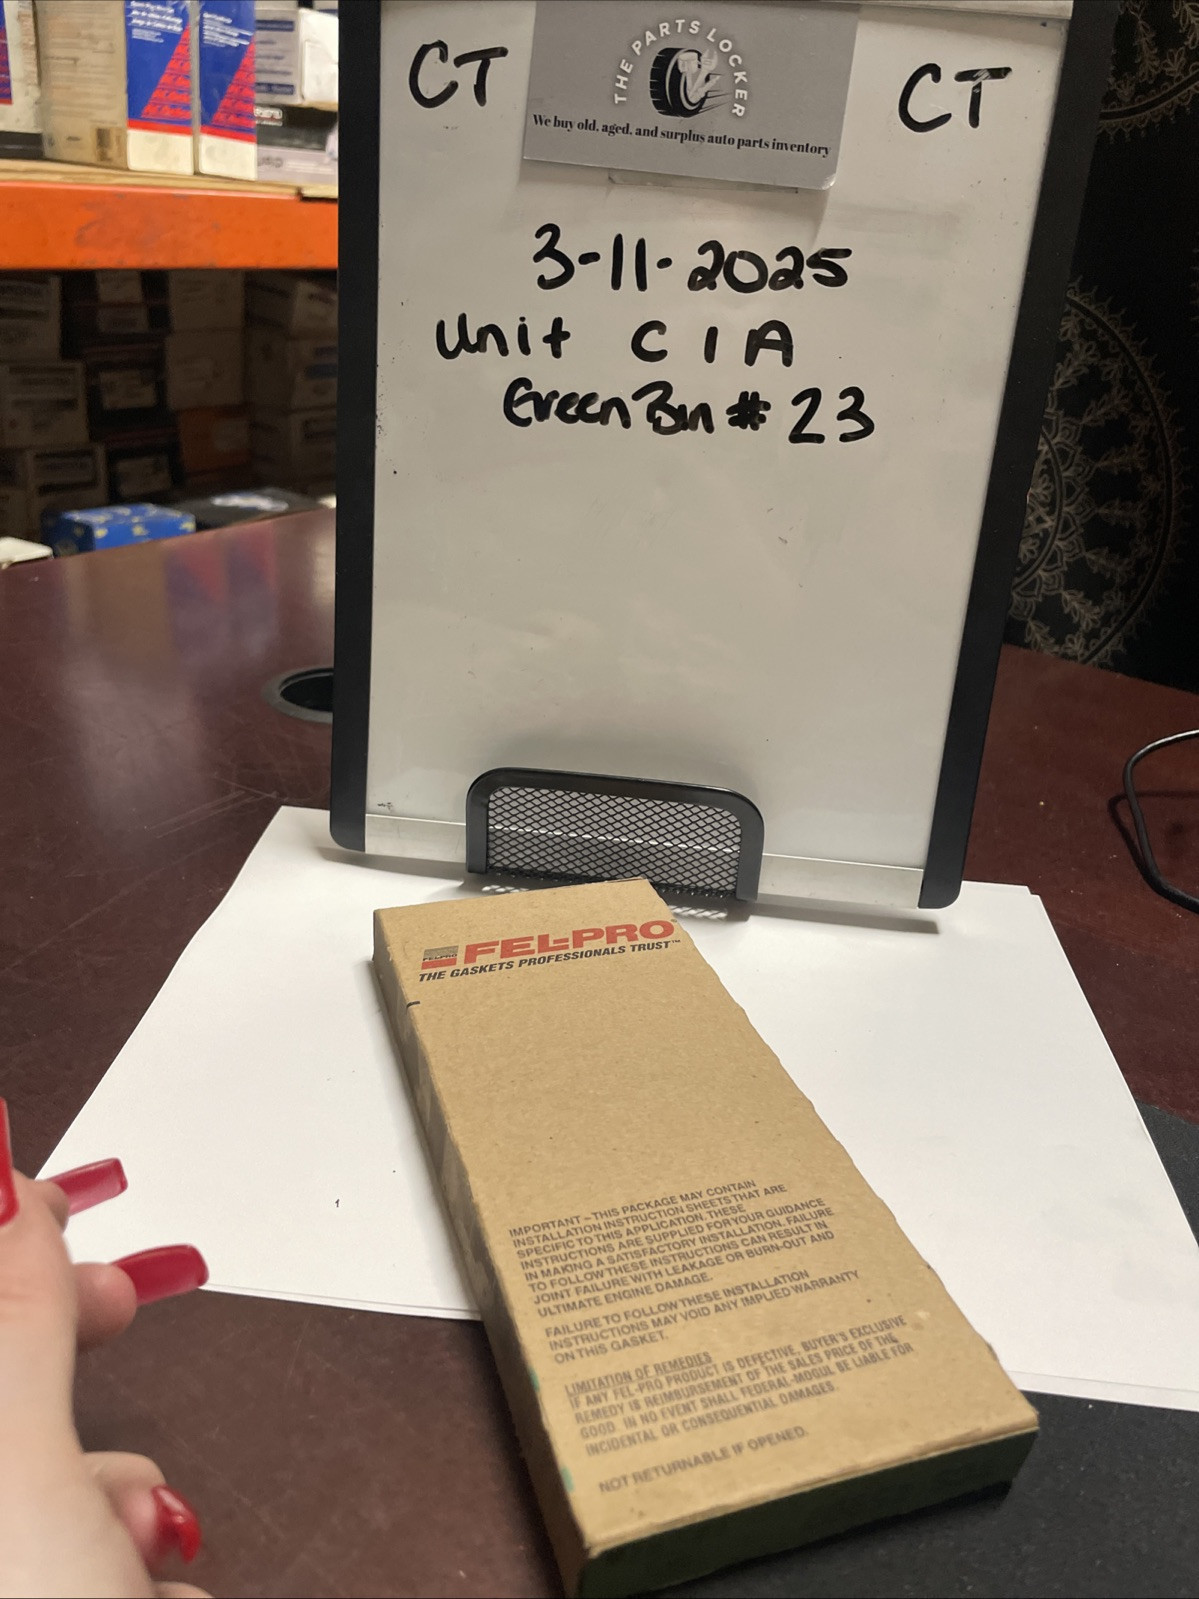 CT
THE PARTS LOCKER
We buy old, aged, and surplus auto parts inventory
CT
3-11-2025
Unit C1A
Green Bin # 23
FELPRO
FEL-PRO
THE GASKETS PROFESSIONALS TRUST™
IMPORTANT – THIS PACKAGE MAY CONTAIN
INSTALLATION INSTRUCTION SHEETS THAT ARE
SPECIFIC TO THIS APPLICATION. THESE
INSTRUCTIONS ARE SUPPLIED FOR YOUR GUIDANCE
IN MAKING A SATISFACTORY INSTALLATION. FAILURE
TO FOLLOW THESE INSTRUCTIONS CAN RESULT IN
JOINT FAILURE WITH LEAKAGE OR BURN-OUT AND
ULTIMATE ENGINE DAMAGE.
FAILURE TO FOLLOW THESE INSTALLATION
INSTRUCTIONS MAY VOID ANY IMPLIED WARRANTY
ON THIS GASKET.
LIMITATION OF REMEDIES
IF ANY FEL-PRO PRODUCT IS DEFECTIVE, BUYER'S EXCLUSIVE
REMEDY IS REIMBURSEMENT OF THE SALES PRICE OF THE
GOOD. IN NO EVENT SHALL FEDERAL-MOGUL BE LIABLE FOR
INCIDENTAL OR CONSEQUENTIAL DAMAGES.
NOT RETURNABLE IF OPENED.